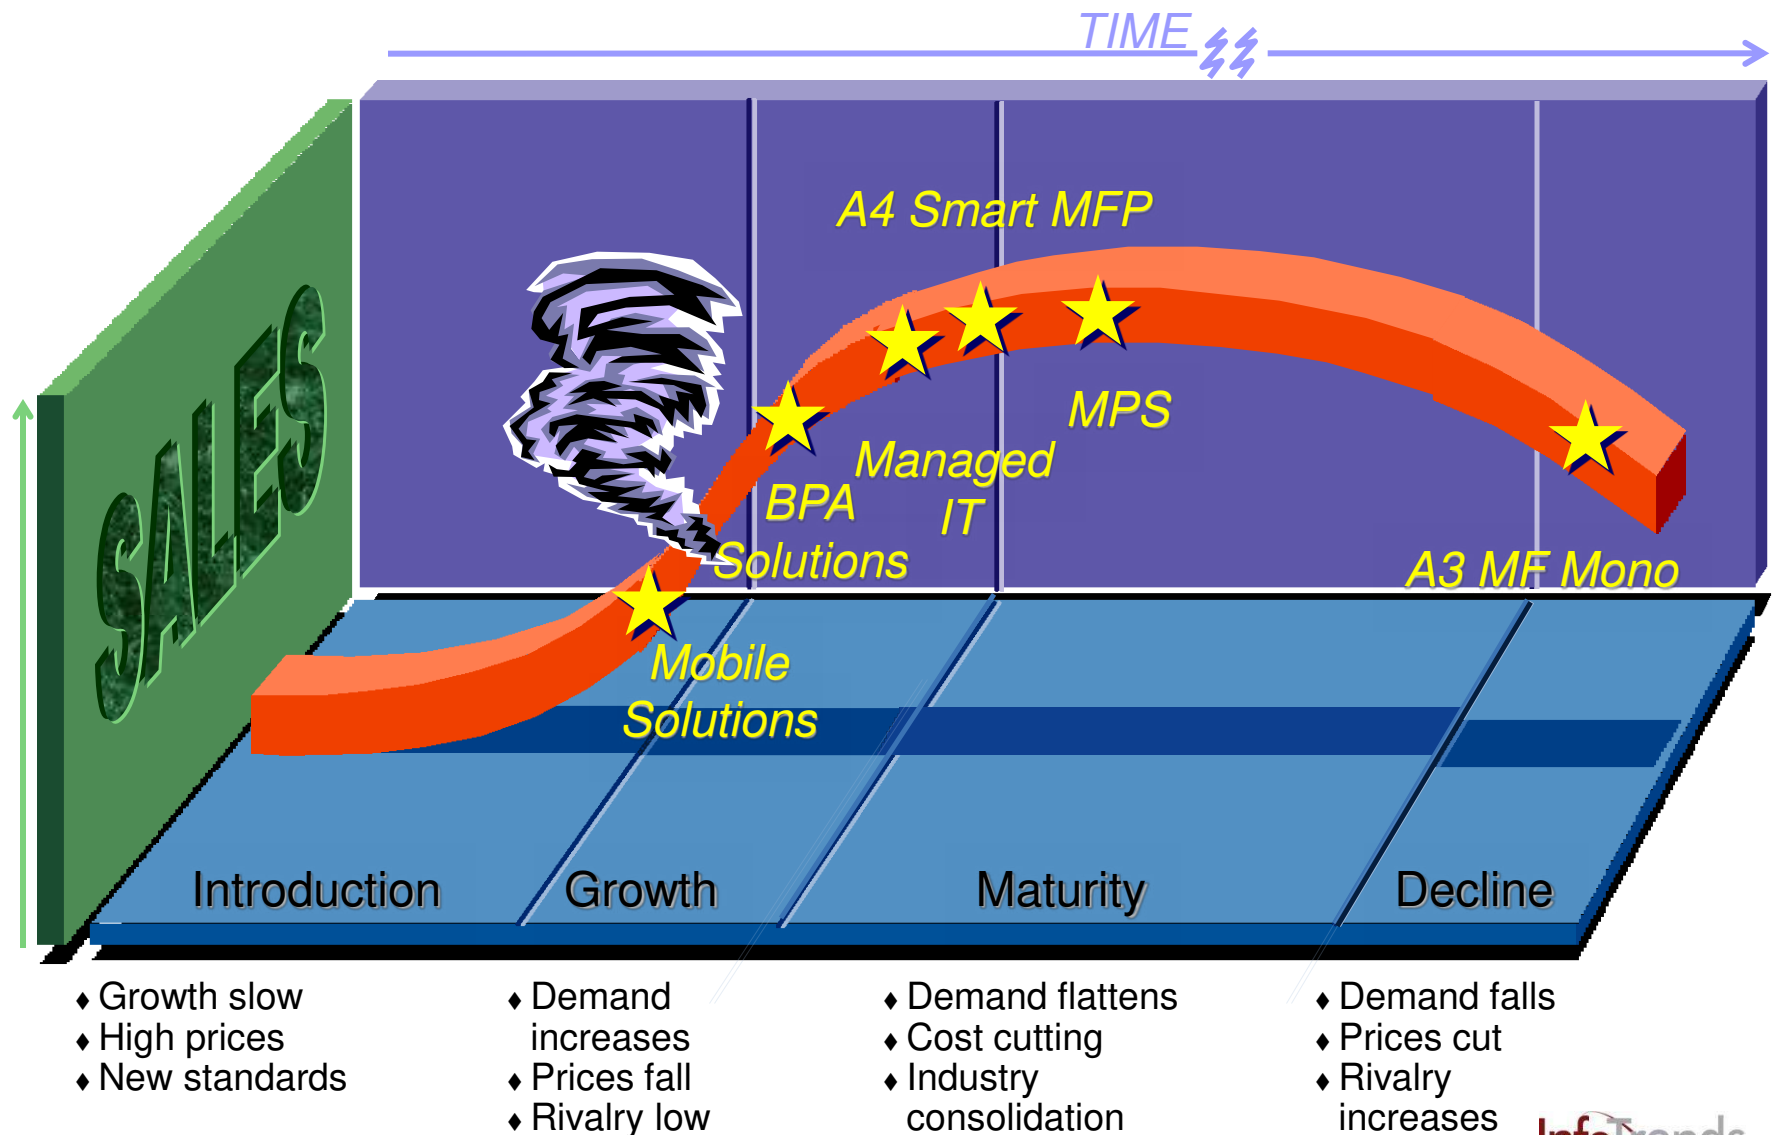 TIME
SALES
A4 Smart MFP
MPS
Managed
IT
BPA
Solutions
A3 MF Mono
Mobile
Solutions
Introduction
Growth
Maturity
Decline
♦ Growth slow
♦ High prices
♦ New standards
♦ Demand
increases
♦ Prices fall
♦ Rivalry low
♦ Demand flattens
♦ Cost cutting
♦ Industry
consolidation
♦ Demand falls
♦ Prices cut
♦ Rivalry
increases
InfoTrends